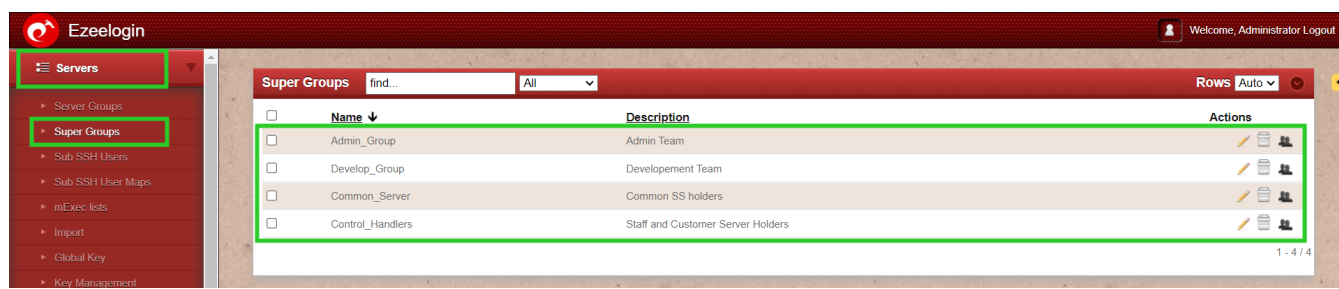 Ezeelogin
Welcome, Administrator Logout
Servers
Server Groups
Super Groups
Sub SSH Users
Sub SSH User Maps
mExec lists
Import
Global Key
Key Management
Super Groups find... All Rows Auto
Name Description Actions
Admin_Group Admin Team
Develop_Group Developement Team
Common_Server Common SS holders
Control_Handlers Staff and Customer Server Holders
1 - 4 / 4